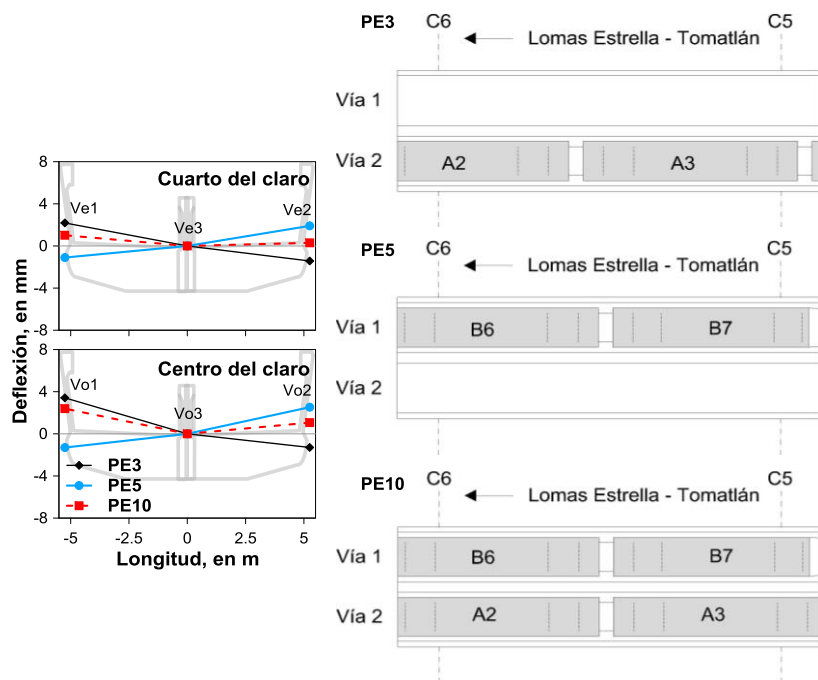 Deflexión, en mm
8
4
0
-4
-8
Cuarto del claro
Ve1
Ve3
Ve2
8
4
0
-4
-8
Centro del claro
Vo1
Vo3
Vo2
PE3
PE5
PE10
-5
-2.5
0
2.5
5
Longitud, en m
PE3
C6
C5
Lomas Estrella - Tomatlán
Vía 1
Vía 2
A2
A3
PE5
C6
C5
Lomas Estrella - Tomatlán
Vía 1
B6
B7
Vía 2
PE10
C6
C5
Lomas Estrella - Tomatlán
Vía 1
B6
B7
Vía 2
A2
A3